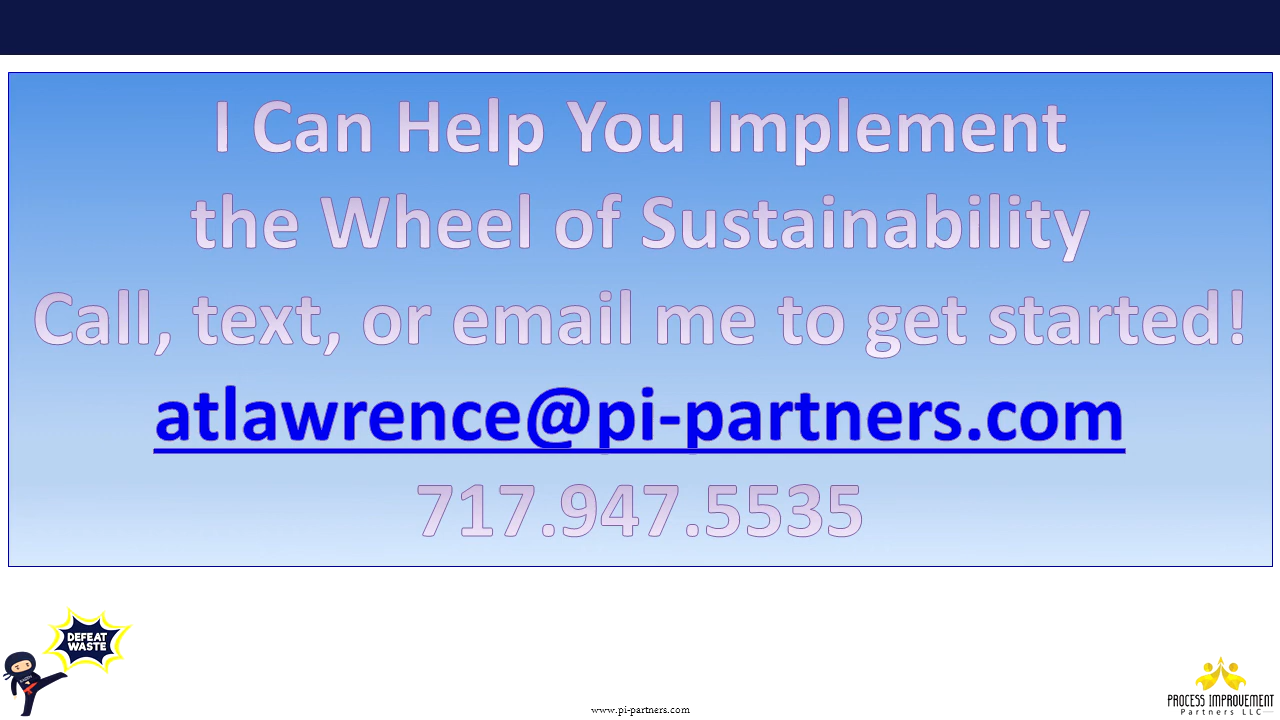 I Can Help You Implement
the Wheel of Sustainability
Call, text, or email me to get started!
atlawrence@pi-partners.com
717.947.5535
DEFEAT
WASTE
www.pi-partners.com
PROCESS IMPROVEMENT
Partners LLC